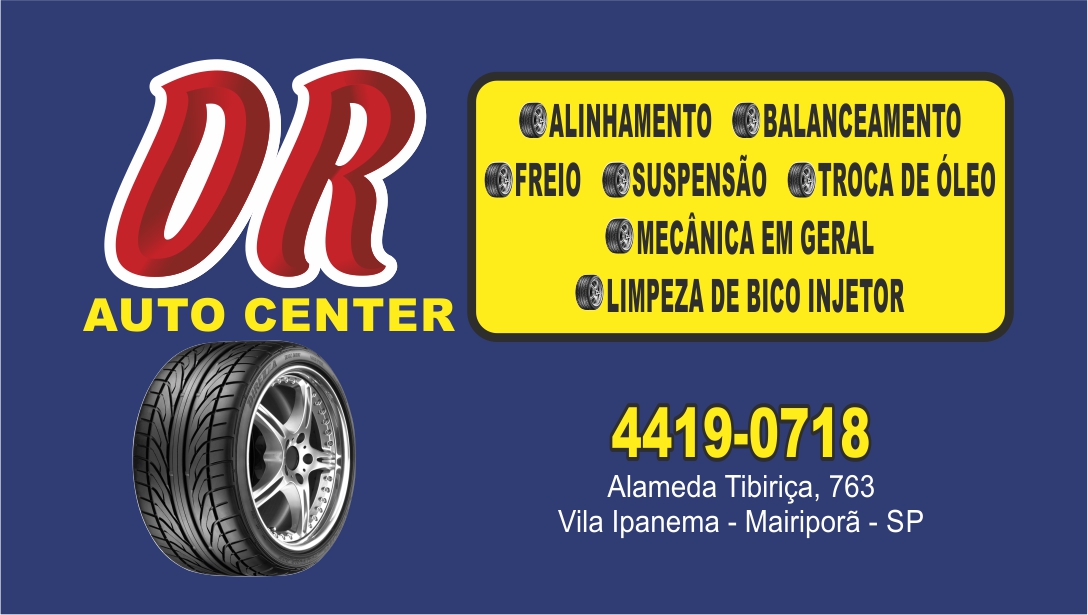 DR
AUTO CENTER
ALINHAMENTO BALANCEAMENTO
FREIO SUSPENSÃO TROCA DE ÓLEO
MECÂNICA EM GERAL
LIMPEZA DE BICO INJETOR
4419-0718
Alameda Tibiriça, 763
Vila Ipanema - Mairiporã - SP